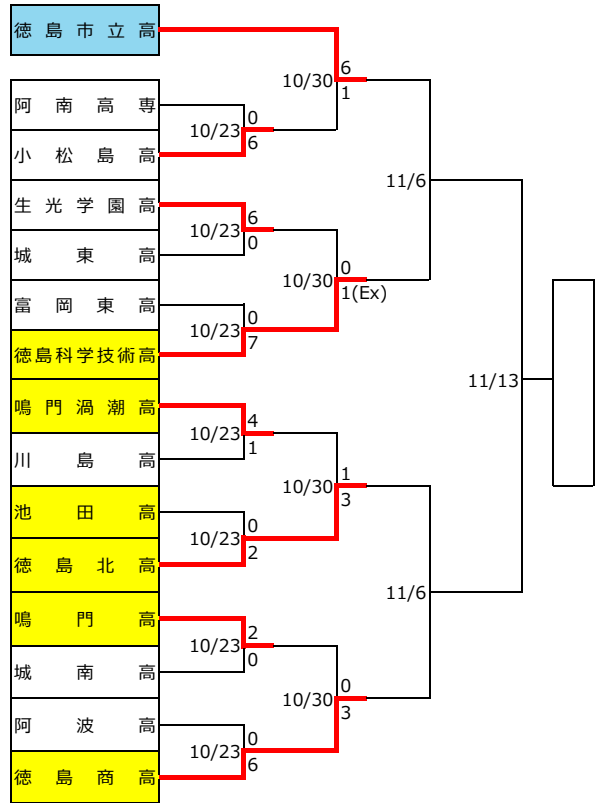 徳島市立高
6
10/30
1
阿南高専
0
10/23
6
小松島高
11/6
生光学園高
6
10/23
0
城東高
0
10/30
1(Ex)
富岡東高
0
10/23
7
徳島科学技術高
11/13
鳴門渦潮高
4
10/23
1
川島高
1
10/30
3
池田高
0
10/23
2
徳島北高
11/6
鳴門高
2
10/23
0
城南高
0
10/30
3
阿波高
0
10/23
6
徳島商高